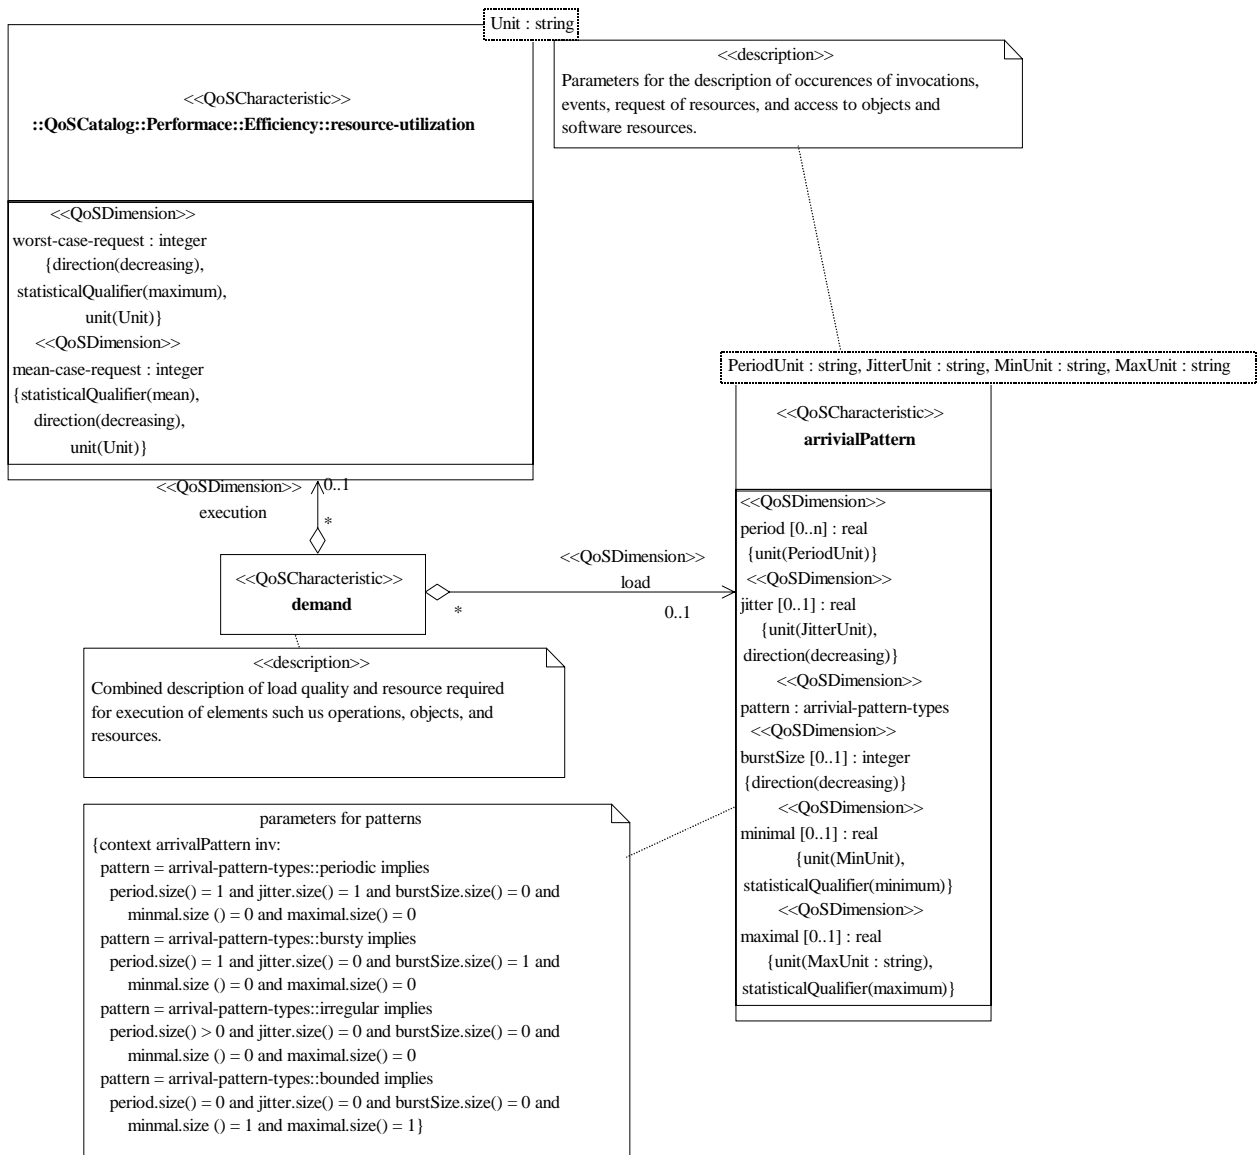 Unit : string
<<QoSCharacteristic>>
::QoSCatalog::Performace::Efficiency::resource-utilization
<<QoSDimension>>
worst-case-request : integer
{direction(decreasing),
statisticalQualifier(maximum),
unit(Unit)}
<<QoSDimension>>
mean-case-request : integer
{statisticalQualifier(mean),
direction(decreasing),
unit(Unit)}
<<description>>
Parameters for the description of occurences of invocations,
events, request of resources, and access to objects and
software resources.
PeriodUnit : string, JitterUnit : string, MinUnit : string, MaxUnit : string
<<QoSCharacteristic>>
arrivialPattern
<<QoSDimension>>
period [0..n] : real
{unit(PeriodUnit)}
<<QoSDimension>>
jitter [0..1] : real
{unit(JitterUnit),
direction(decreasing)}
<<QoSDimension>>
pattern : arrivial-pattern-types
<<QoSDimension>>
burstSize [0..1] : integer
{direction(decreasing)}
<<QoSDimension>>
minimal [0..1] : real
{unit(MinUnit),
statisticalQualifier(minimum)}
<<QoSDimension>>
maximal [0..1] : real
{unit(MaxUnit : string),
statisticalQualifier(maximum)}
<<QoSDimension>>
execution
0..1
*
<<QoSCharacteristic>>
demand
*
<<QoSDimension>>
load
0..1
<<description>>
Combined description of load quality and resource required
for execution of elements such us operations, objects, and
resources.
parameters for patterns
{context arrivalPattern inv:
pattern = arrival-pattern-types::periodic implies
period.size() = 1 and jitter.size() = 1 and burstSize.size() = 0 and
minmal.size () = 0 and maximal.size() = 0
pattern = arrival-pattern-types::bursty implies
period.size() = 1 and jitter.size() = 0 and burstSize.size() = 1 and
minmal.size () = 0 and maximal.size() = 0
pattern = arrival-pattern-types::irregular implies
period.size() > 0 and jitter.size() = 0 and burstSize.size() = 0 and
minmal.size () = 0 and maximal.size() = 0
pattern = arrival-pattern-types::bounded implies
period.size() = 0 and jitter.size() = 0 and burstSize.size() = 0 and
minmal.size () = 1 and maximal.size() = 1}